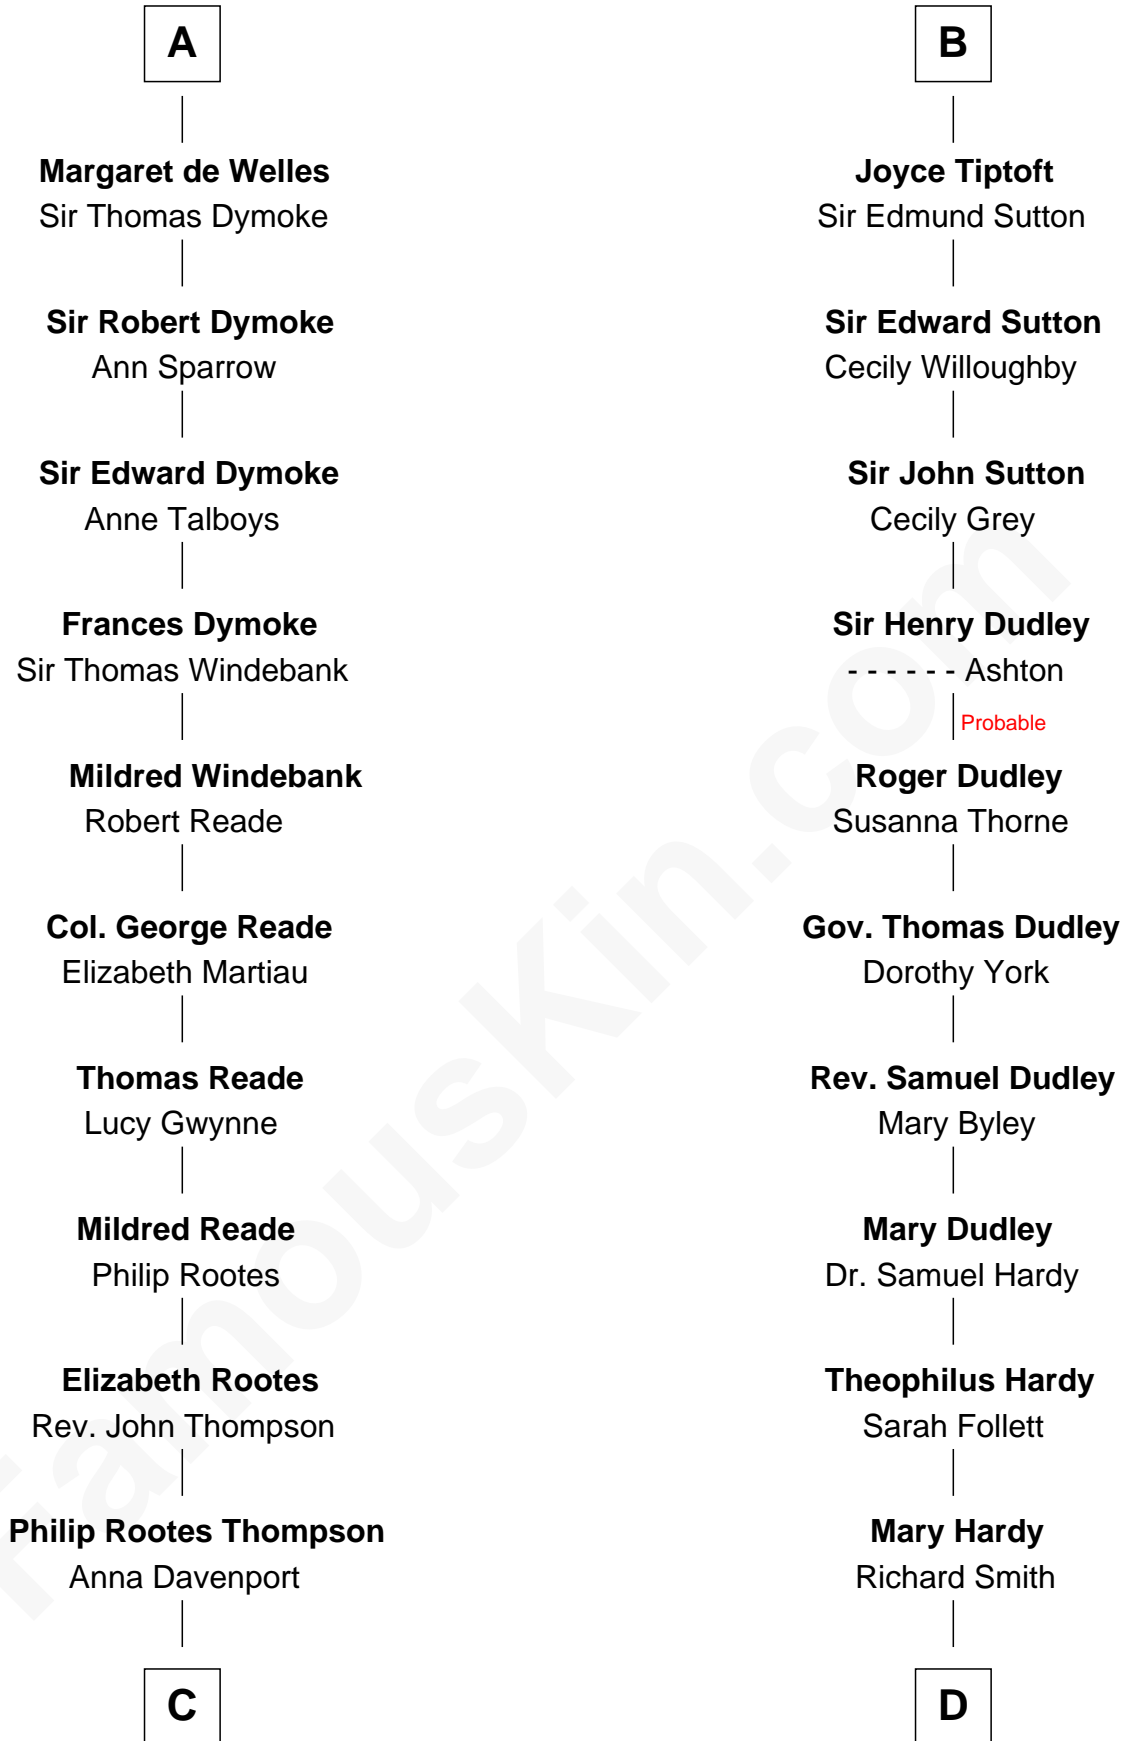 A
Margaret de Welles
Sir Thomas Dymoke
Sir Robert Dymoke
Ann Sparrow
Sir Edward Dymoke
Anne Talboys
Frances Dymoke
Sir Thomas Windebank
Mildred Windebank
Robert Reade
Col. George Reade
Elizabeth Martiau
Thomas Reade
Lucy Gwynne
Mildred Reade
Philip Rootes
Elizabeth Rootes
Rev. John Thompson
Philip Rootes Thompson
Anna Davenport
C
B
Joyce Tiptoft
Sir Edmund Sutton
Sir Edward Sutton
Cecily Willoughby
Sir John Sutton
Cecily Grey
Sir Henry Dudley
- - - - - - Ashton
Probable
Roger Dudley
Susanna Thorne
Gov. Thomas Dudley
Dorothy York
Rev. Samuel Dudley
Mary Byley
Mary Dudley
Dr. Samuel Hardy
Theophilus Hardy
Sarah Follett
Mary Hardy
Richard Smith
D
FamousKin.com